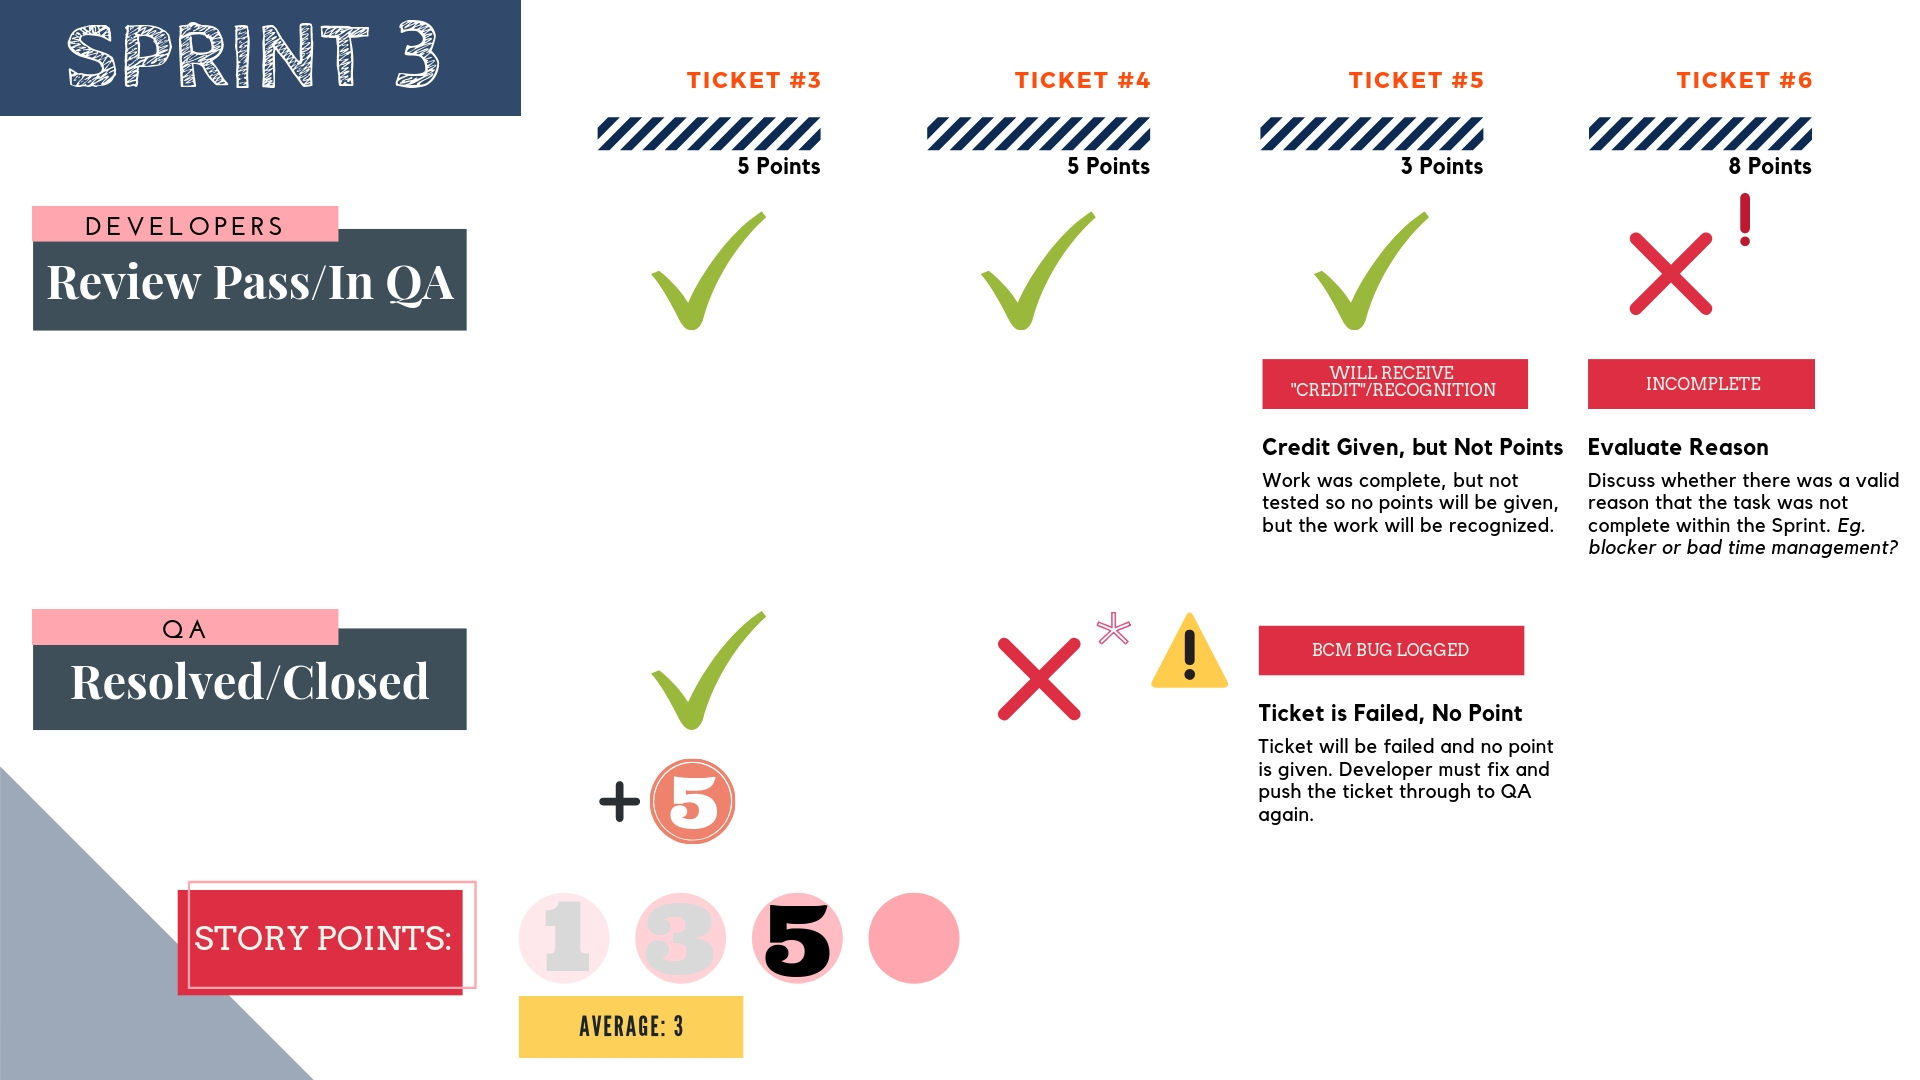 SPRINT 3
TICKET #3
TICKET #4
TICKET #5
TICKET #6
5 Points
5 Points
3 Points
8 Points
DEVELOPERS
Review Pass/In QA
WILL RECEIVE
"CREDIT"/RECOGNITION
INCOMPLETE
Credit Given, but Not Points
Work was complete, but not
tested so no points will be given,
but the work will be recognized.
Evaluate Reason
Discuss whether there was a valid
reason that the task was not
complete within the Sprint. Eg.
blocker or bad time management?
QA
Resolved/Closed
*
BCM BUG LOGGED
Ticket is Failed, No Point
Ticket will be failed and no point
is given. Developer must fix and
push the ticket through to QA
again.
+ 5
STORY POINTS:
1 3 5
AVERAGE: 3